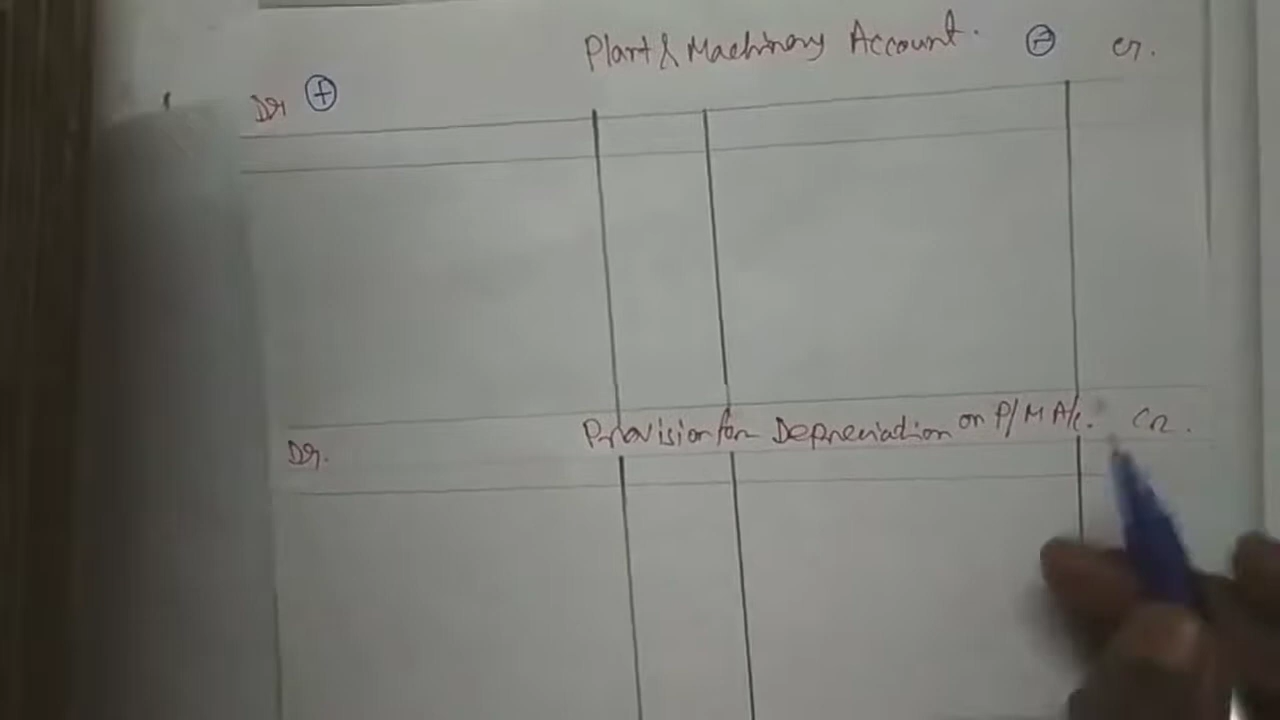 Plant & Machinery Account. - Cr.
Dr +
Provision for Depreciation on P/M A/c. Cr.
Dr.